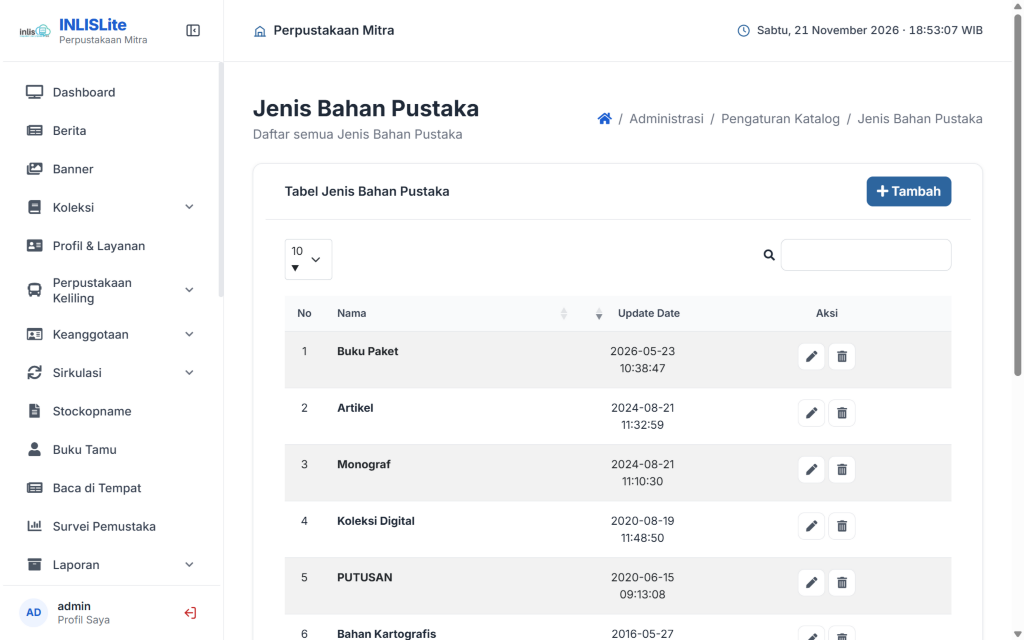 inlis
INLISLite
Perpustakaan Mitra
Perpustakaan Mitra
Sabtu, 21 November 2026 · 18:53:07 WIB
Dashboard
Berita
Banner
Koleksi
Profil & Layanan
Perpustakaan
Keliling
Keanggotaan
Sirkulasi
Stockopname
Buku Tamu
Baca di Tempat
Survei Pemustaka
Laporan
AD
admin
Profil Saya
Jenis Bahan Pustaka
Daftar semua Jenis Bahan Pustaka
/ Administrasi / Pengaturan Katalog / Jenis Bahan Pustaka
Tabel Jenis Bahan Pustaka
Tambah
10
No Nama Update Date Aksi
1 Buku Paket 2026-05-23
10:38:47
2 Artikel 2024-08-21
11:32:59
3 Monograf 2024-08-21
11:10:30
4 Koleksi Digital 2020-08-19
11:48:50
5 PUTUSAN 2020-06-15
09:13:08
6 Bahan Kartografis 2016-05-27